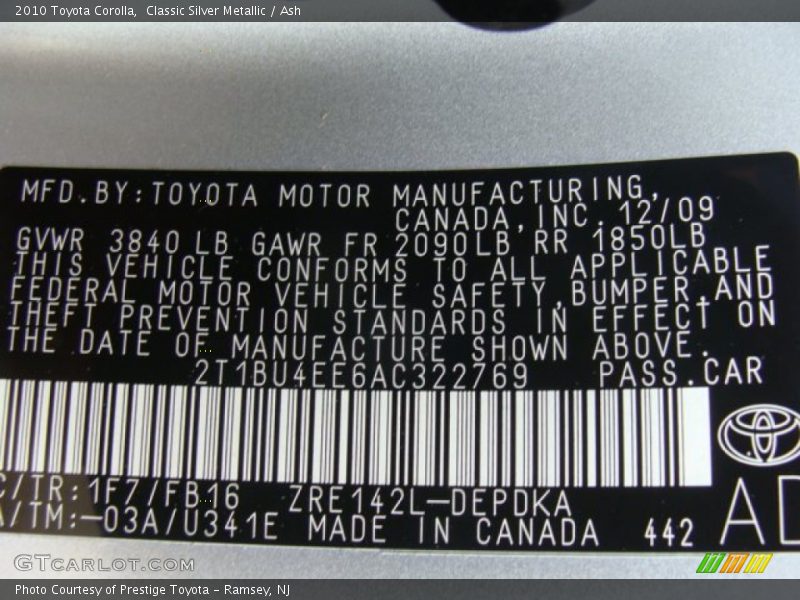 2010 Toyota Corolla, Classic Silver Metallic / Ash
MFD.BY:TOYOTA MOTOR MANUFACTURING,
CANADA,INC. 12/09
GVWR 3840 LB GAWR FR 2090LB RR 1850LB
THIS VEHICLE CONFORMS TO ALL APPLICABLE
FEDERAL MOTOR VEHICLE SAFETY,BUMPER,AND
THEFT PREVENTION STANDARDS IN EFFECT ON
THE DATE OF MANUFACTURE SHOWN ABOVE.
2T1BU4EE6AC322769 PASS.CAR
C/TR:1F7/FB16 ZRE142L-DEPDKA
A/TM:-03A/U341E MADE IN CANADA 442 AD
GTCARLOT.COM
Photo Courtesy of Prestige Toyota - Ramsey, NJ